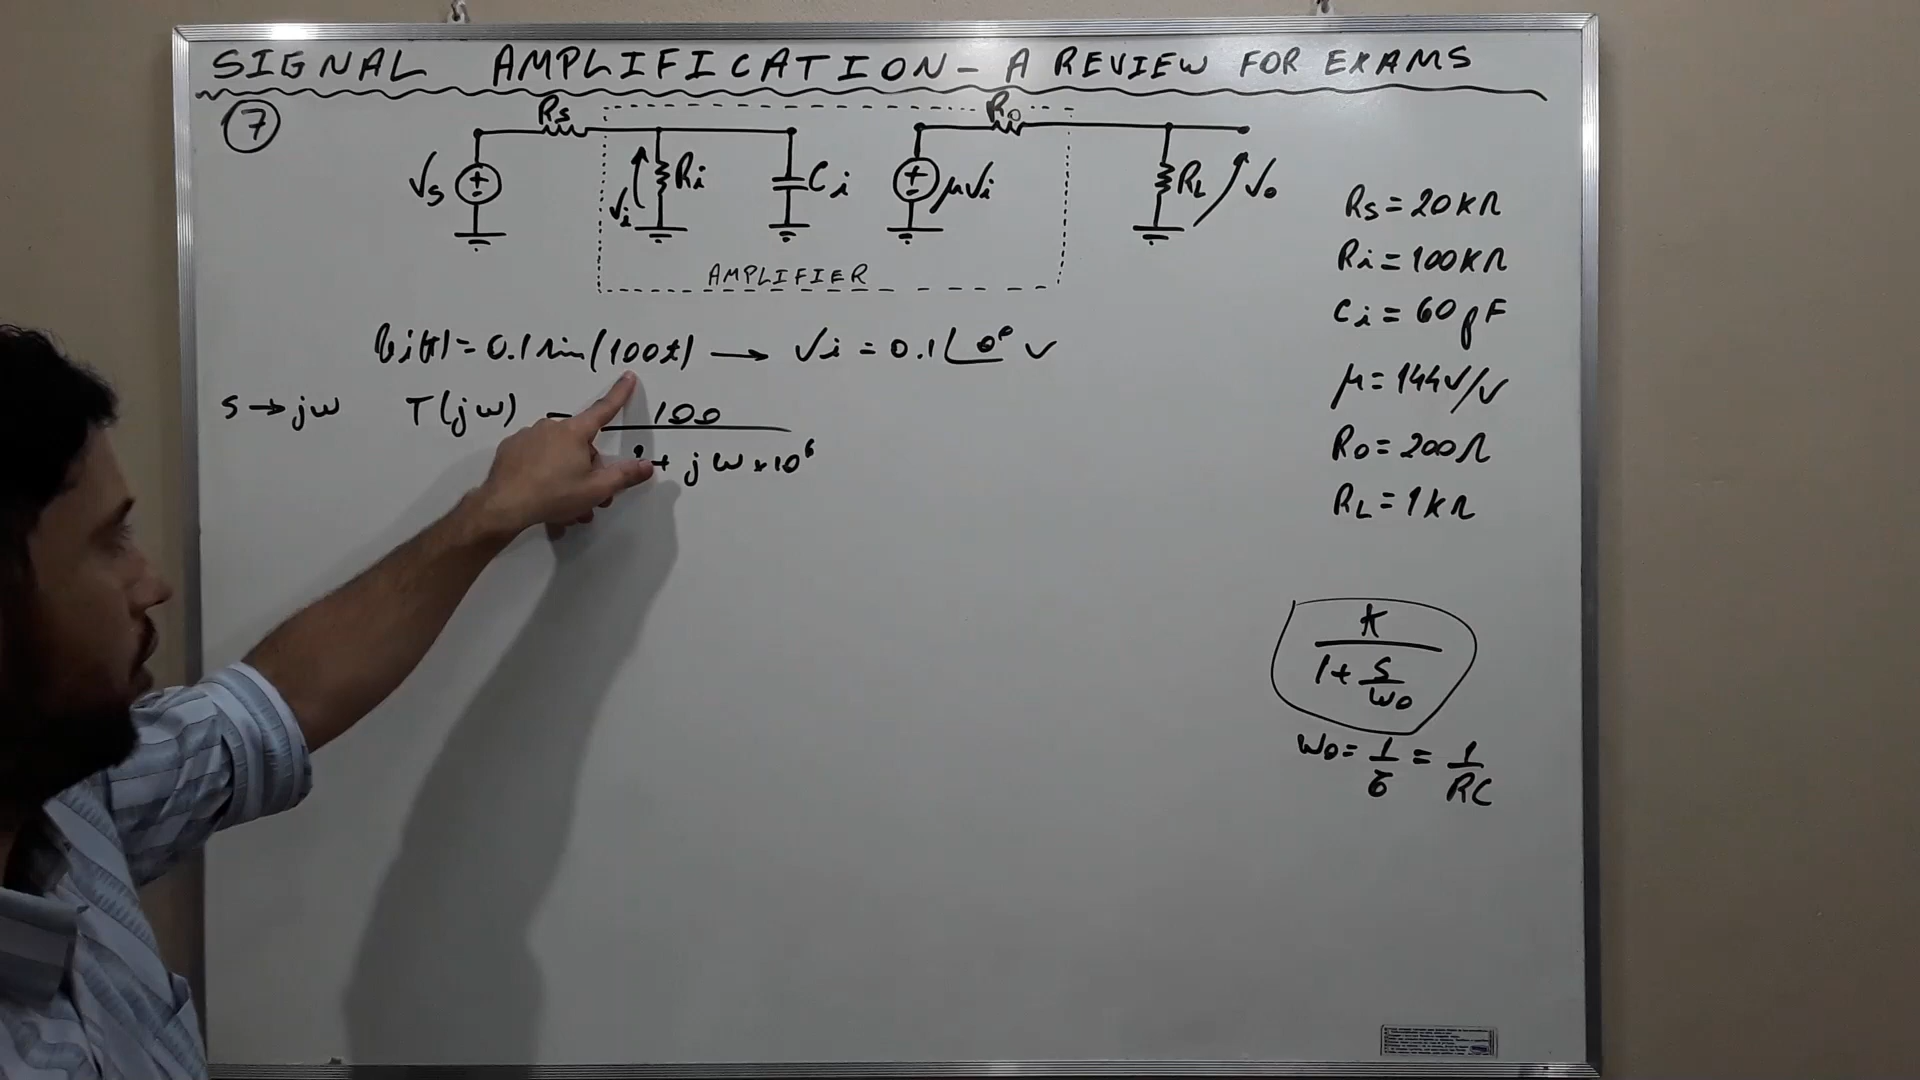 SIGNAL AMPLIFICATION - A REVIEW FOR EXAMS
7
Rs
Ro
Vs
Vi
Ri
Ci
μVi
RL
Vo
AMPLIFIER
Rs = 20kΩ
Ri = 100kΩ
Ci = 60pF
μ = 144V/V
Ro = 200Ω
RL = 1kΩ
vi(t) = 0.1 sin(100t) → Vi = 0.1∠0° V
s → jω T(jω) = 100 / + jω×10⁶
K / 1 + s/ω0
ω0 = 1/τ = 1/RC